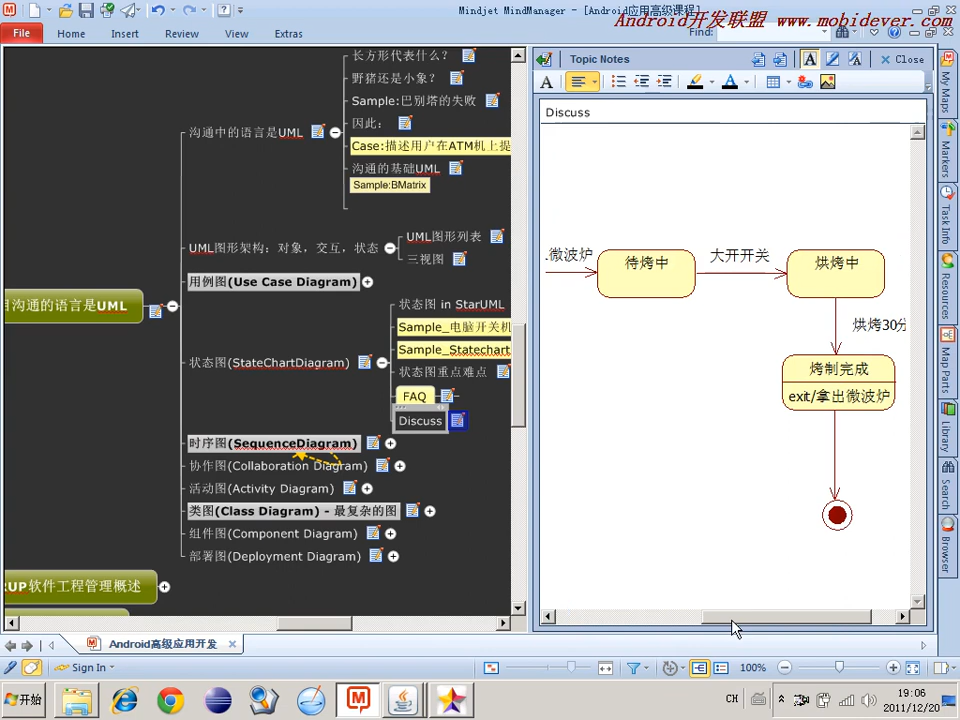 Mindjet MindManager - [Android应用高级课程]
Android开发联盟 www.mobidever.com
File Home Insert Review View Extras
Find:
长方形代表什么?
野猪还是小象?
Sample:巴别塔的失败
因此:
沟通中的语言是UML
Case:描述用户在ATM机上提
沟通的基础UML
Sample:BMatrix
UML图形架构: 对象, 交互, 状态
UML图形列表
三视图
用例图(Use Case Diagram)
沟通的语言是UML
状态图 in StarUML
Sample_电脑开关机
Sample_Statechart
状态图(StateChartDiagram)
状态图重点难点
FAQ
Discuss
时序图(SequenceDiagram)
协作图(Collaboration Diagram)
活动图(Activity Diagram)
类图(Class Diagram) - 最复杂的图
组件图(Component Diagram)
部署图(Deployment Diagram)
RUP软件工程管理概述
Topic Notes
Close
Discuss
微波炉
待烤中
大开开关
烘烤中
烘烤30分
烤制完成
exit/拿出微波炉
My Maps
Markers
Task Info
Resources
Map Parts
Library
Search
Browser
Android高级应用开发
Sign In
100%
开始
CH
19:06
2011/12/20